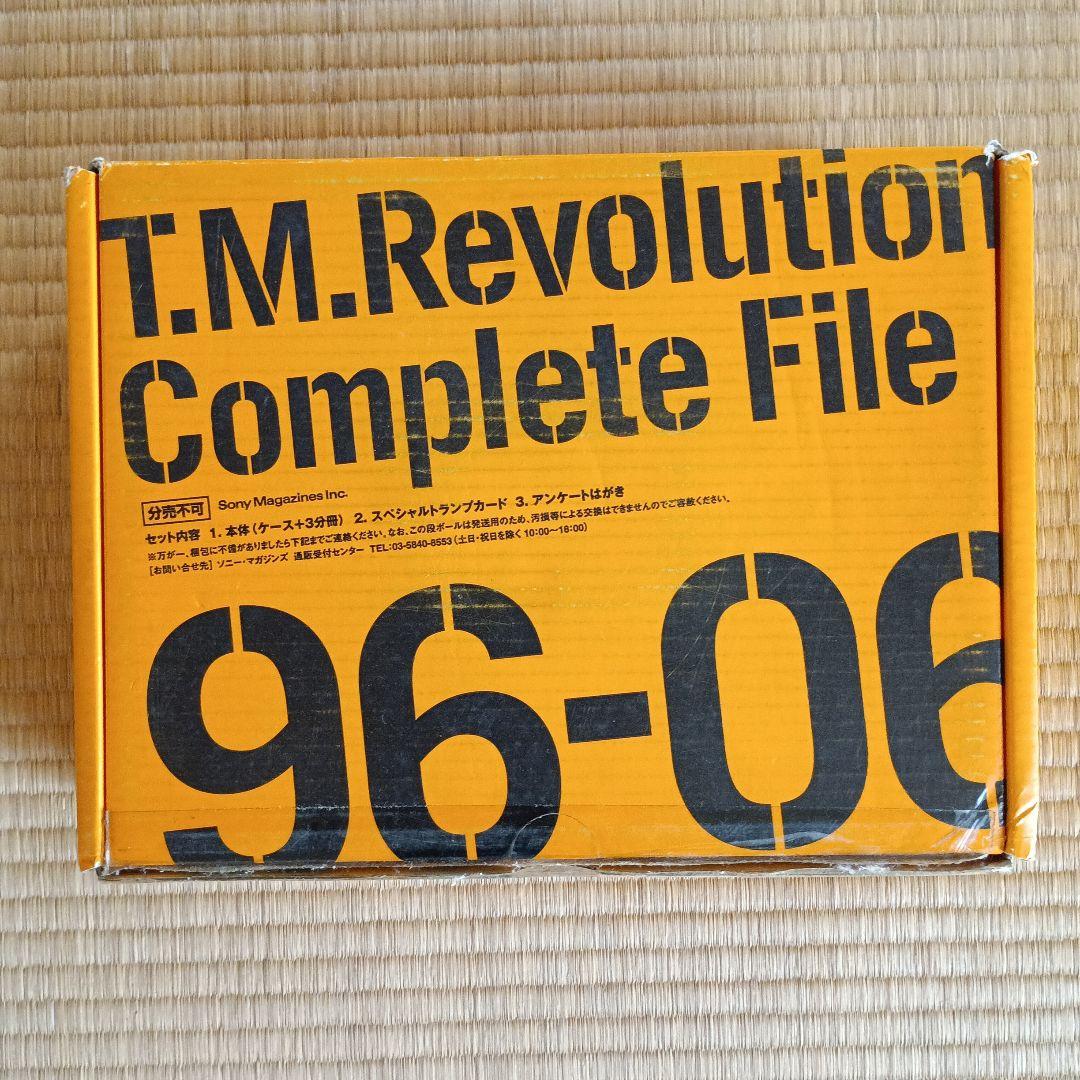 T.M.Revolution
Complete File
分売不可 Sony Magazines Inc.
セット内容 1. 本体（ケース+3分冊） 2. スペシャルトランプカード 3. アンケートはがき
※万が一、梱包に不備がありましたら下記までご連絡ください。なお、この段ボールは発送用のため、汚損等による交換はできませんのでご容赦ください。
[お問い合せ先] ソニー・マガジンズ 通販受付センター TEL:03-5840-8553（土日・祝日を除く 10:00〜18:00）
96-06